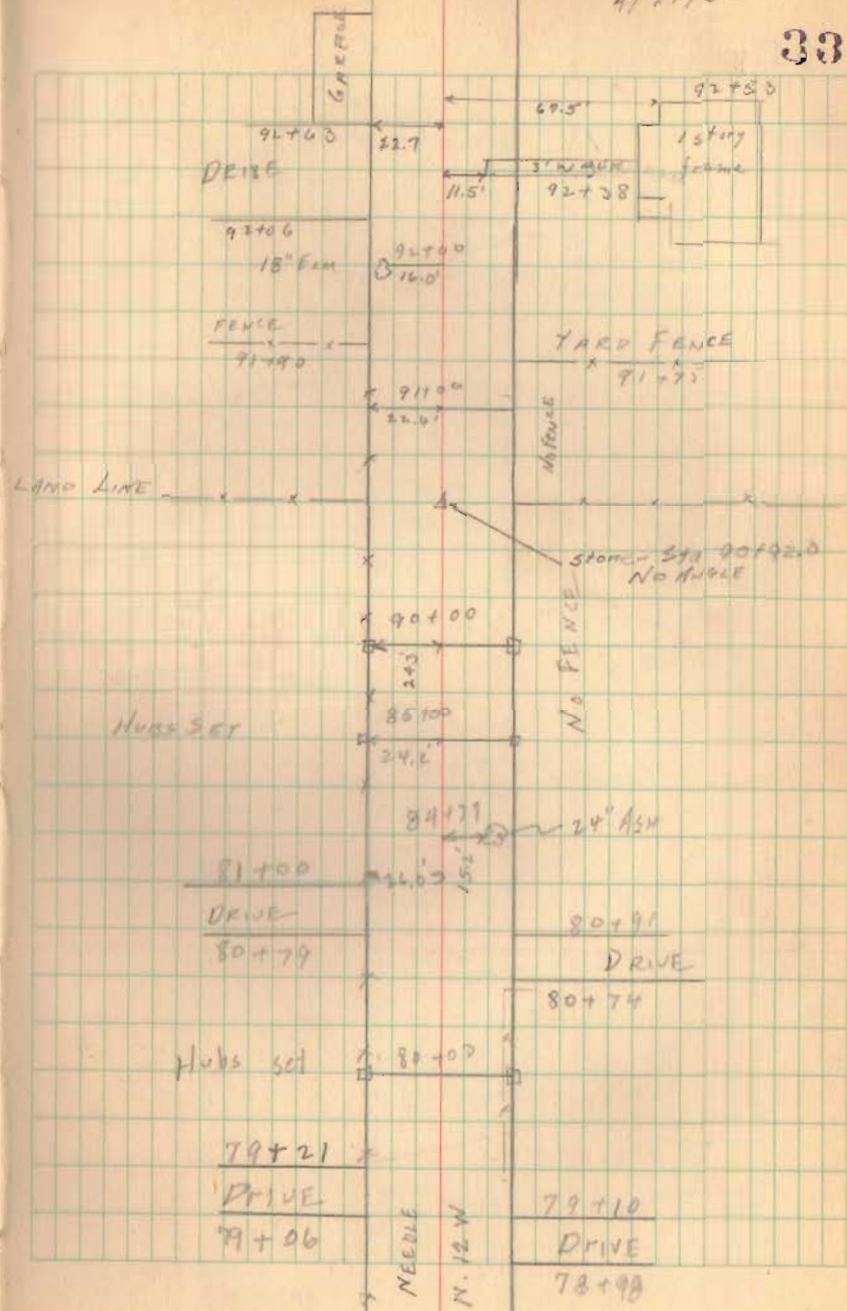 33
GARAGE
92+53
69.5'
1 story
frame
92+63
22.7
DRIVE
3' WALK
11.5'
92+38
92+06
92+00
18" Elm
16.0'
FENCE
91+90
YARD FENCE
91+75
91+00
22.4'
NO FENCE
LAND LINE
Stone - Sta 90+92.0
NO ANGLE
90+00
24.3'
NO FENCE
HUBS SET
85+00
24.2'
84+77
24" ASH
15.2'
81+00
26.0'
DRIVE
80+91
80+79
DRIVE
80+74
Hubs set
80+00
79+21
DRIVE
79+10
79+06
DRIVE
78+98
NEEDLE
N. 12 W